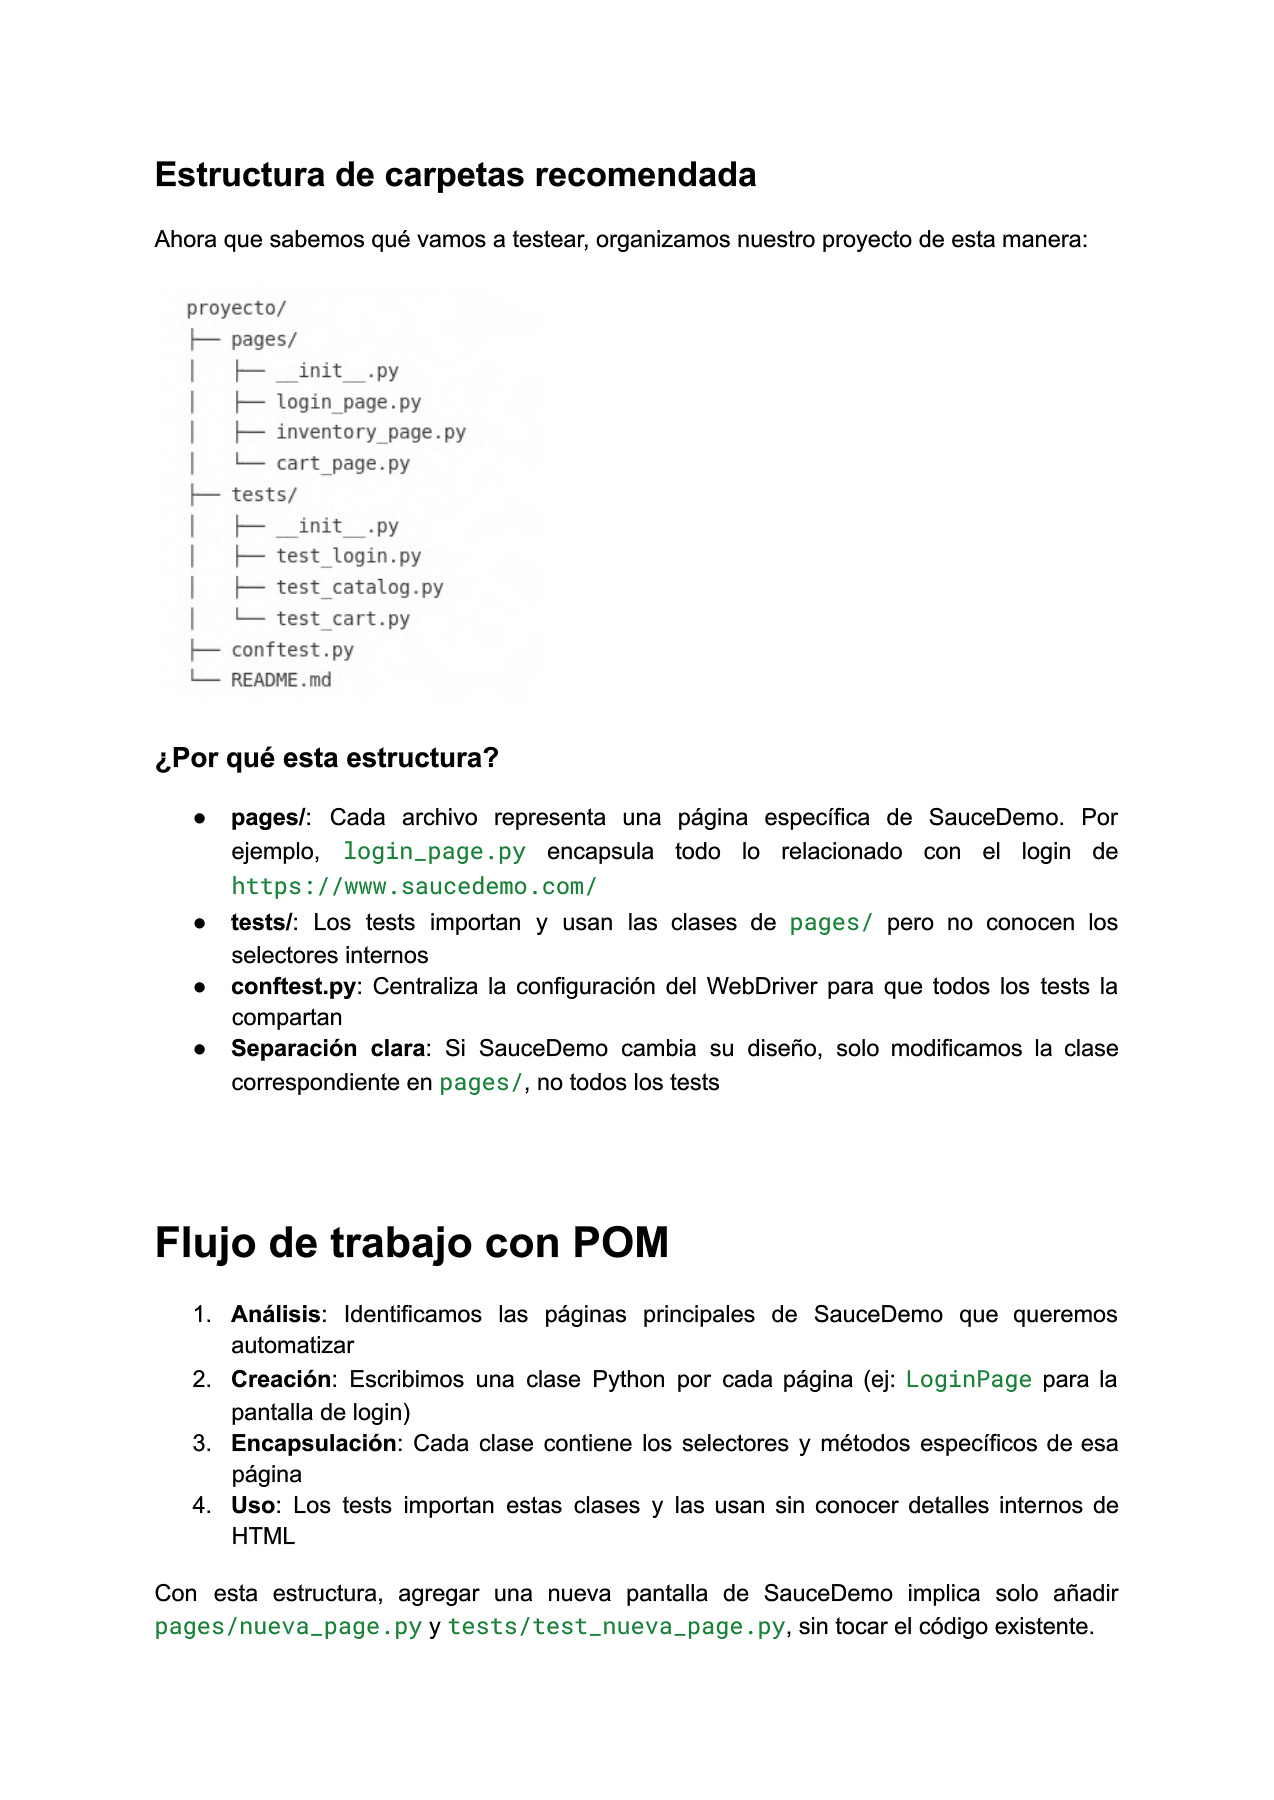 Estructura de carpetas recomendada
Ahora que sabemos qué vamos a testear, organizamos nuestro proyecto de esta manera:
proyecto/
├── pages/
│   ├── __init__.py
│   ├── login_page.py
│   ├── inventory_page.py
│   └── cart_page.py
├── tests/
│   ├── __init__.py
│   ├── test_login.py
│   ├── test_catalog.py
│   └── test_cart.py
├── conftest.py
└── README.md
¿Por qué esta estructura?
● pages/: Cada archivo representa una página específica de SauceDemo. Por
ejemplo, login_page.py encapsula todo lo relacionado con el login de
https://www.saucedemo.com/
● tests/: Los tests importan y usan las clases de pages/ pero no conocen los
selectores internos
● conftest.py: Centraliza la configuración del WebDriver para que todos los tests la
compartan
● Separación clara: Si SauceDemo cambia su diseño, solo modificamos la clase
correspondiente en pages/, no todos los tests
Flujo de trabajo con POM
1. Análisis: Identificamos las páginas principales de SauceDemo que queremos
automatizar
2. Creación: Escribimos una clase Python por cada página (ej: LoginPage para la
pantalla de login)
3. Encapsulación: Cada clase contiene los selectores y métodos específicos de esa
página
4. Uso: Los tests importan estas clases y las usan sin conocer detalles internos de
HTML
Con esta estructura, agregar una nueva pantalla de SauceDemo implica solo añadir
pages/nueva_page.py y tests/test_nueva_page.py, sin tocar el código existente.